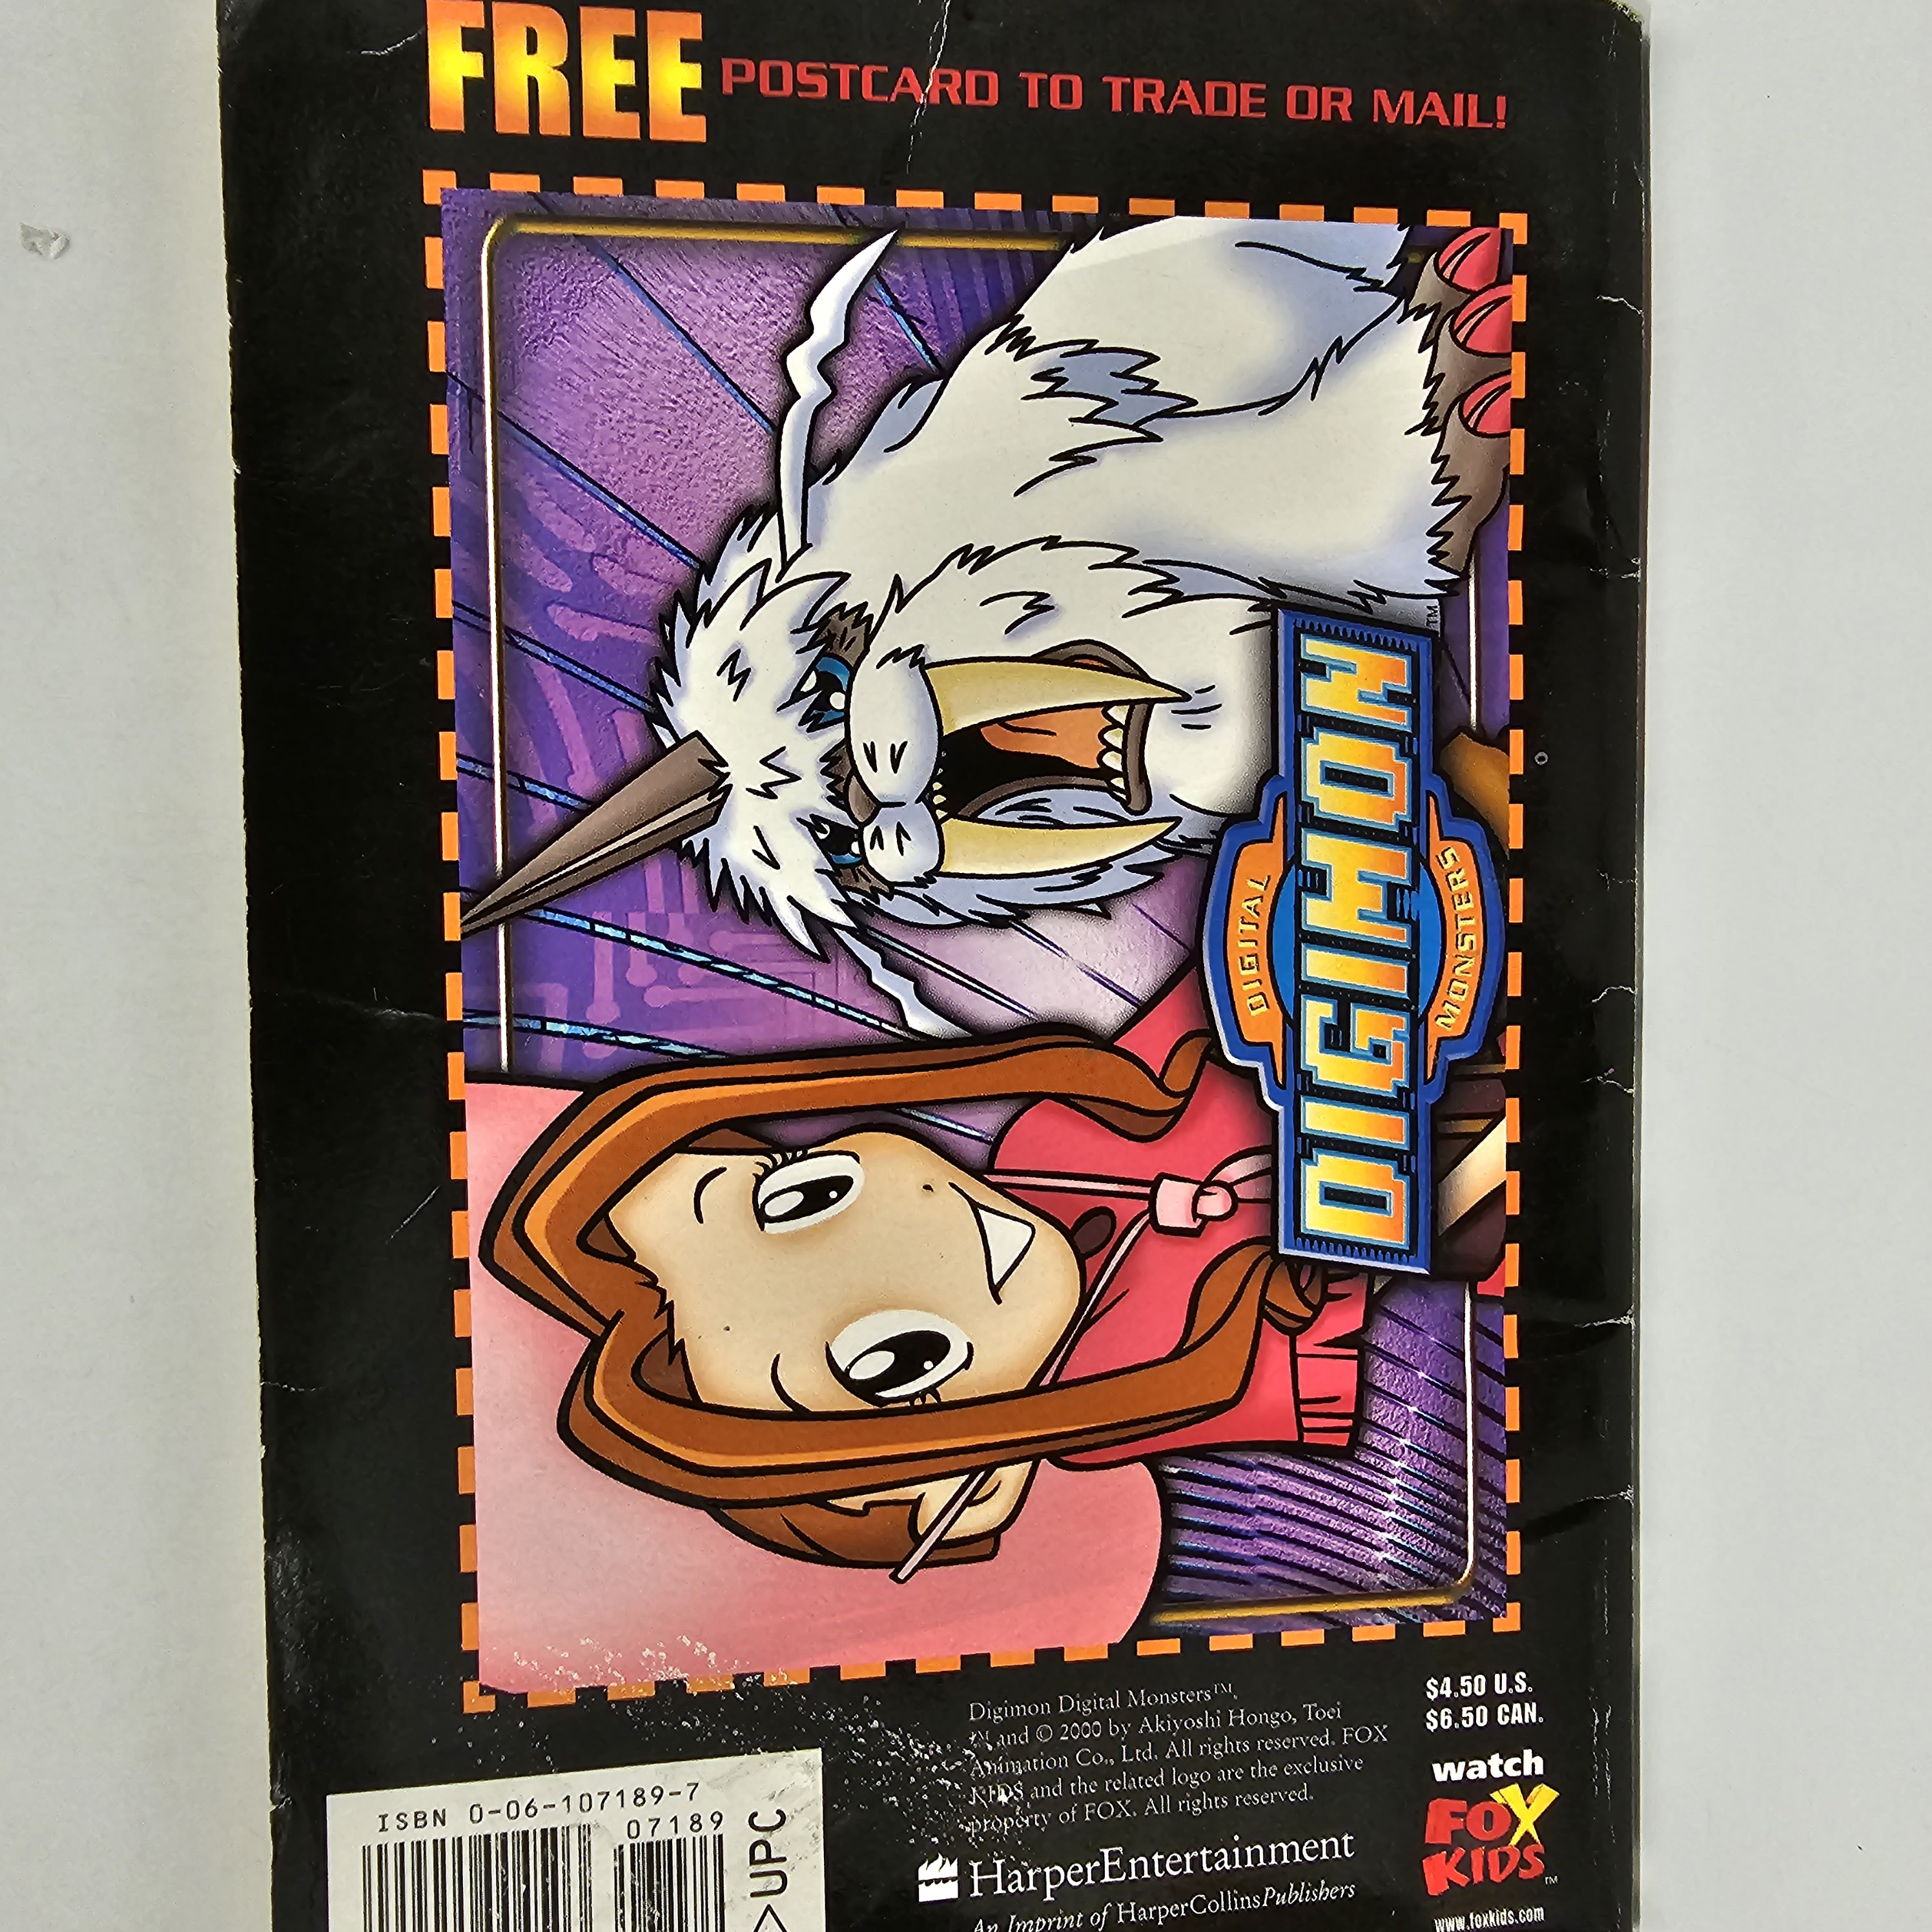 FREE POSTCARD TO TRADE OR MAIL!
DIGITAL
DIGIMON
MONSTERS
TM
ISBN 0-06-107189-7
07189
>UPC
Digimon Digital Monsters™,
and © 2000 by Akiyoshi Hongo, Toei
Animation Co., Ltd. All rights reserved. FOX
KIDS and the related logo are the exclusive
property of FOX. All rights reserved.
HarperEntertainment
An Imprint of HarperCollinsPublishers
$4.50 U.S.
$6.50 CAN.
watch
FOX
KIDS™
www.foxkids.com